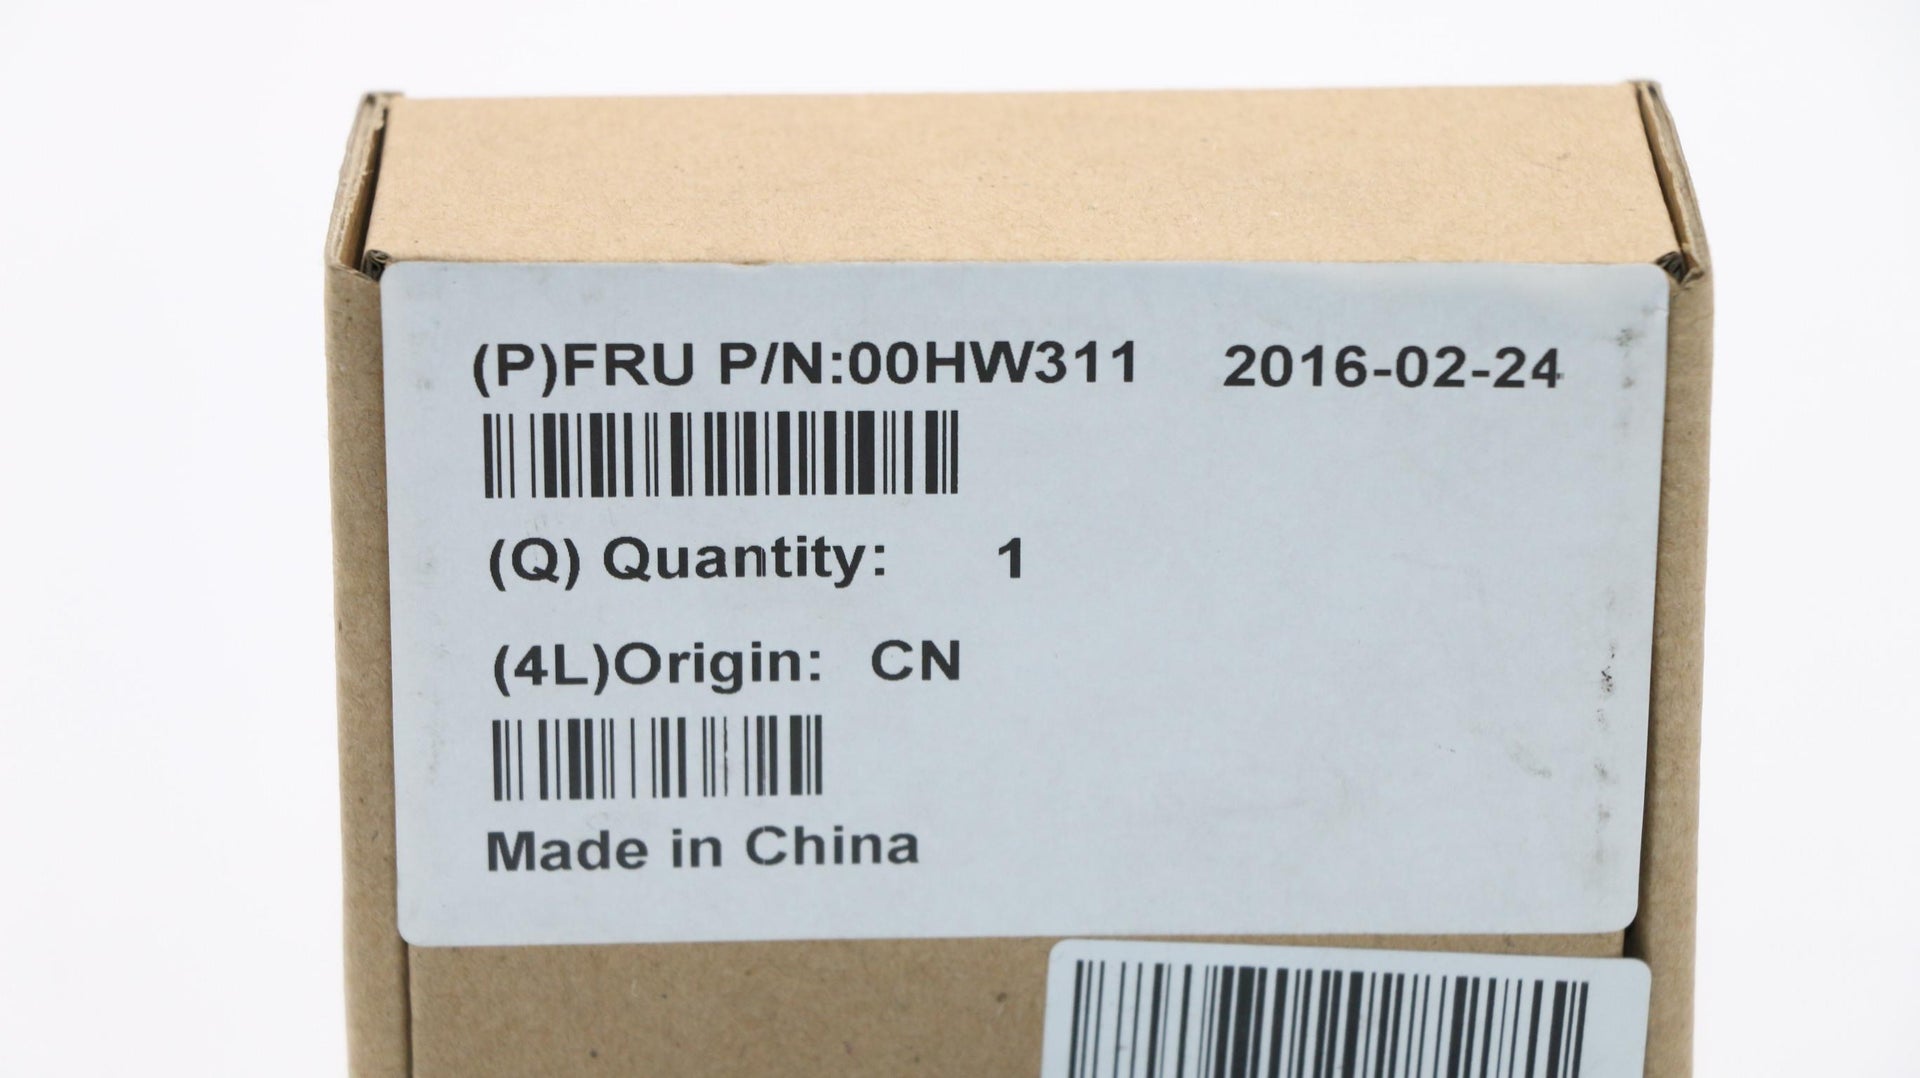 (P)FRU P/N:00HW311 2016-02-24
(Q) Quantity: 1
(4L)Origin: CN
Made in China